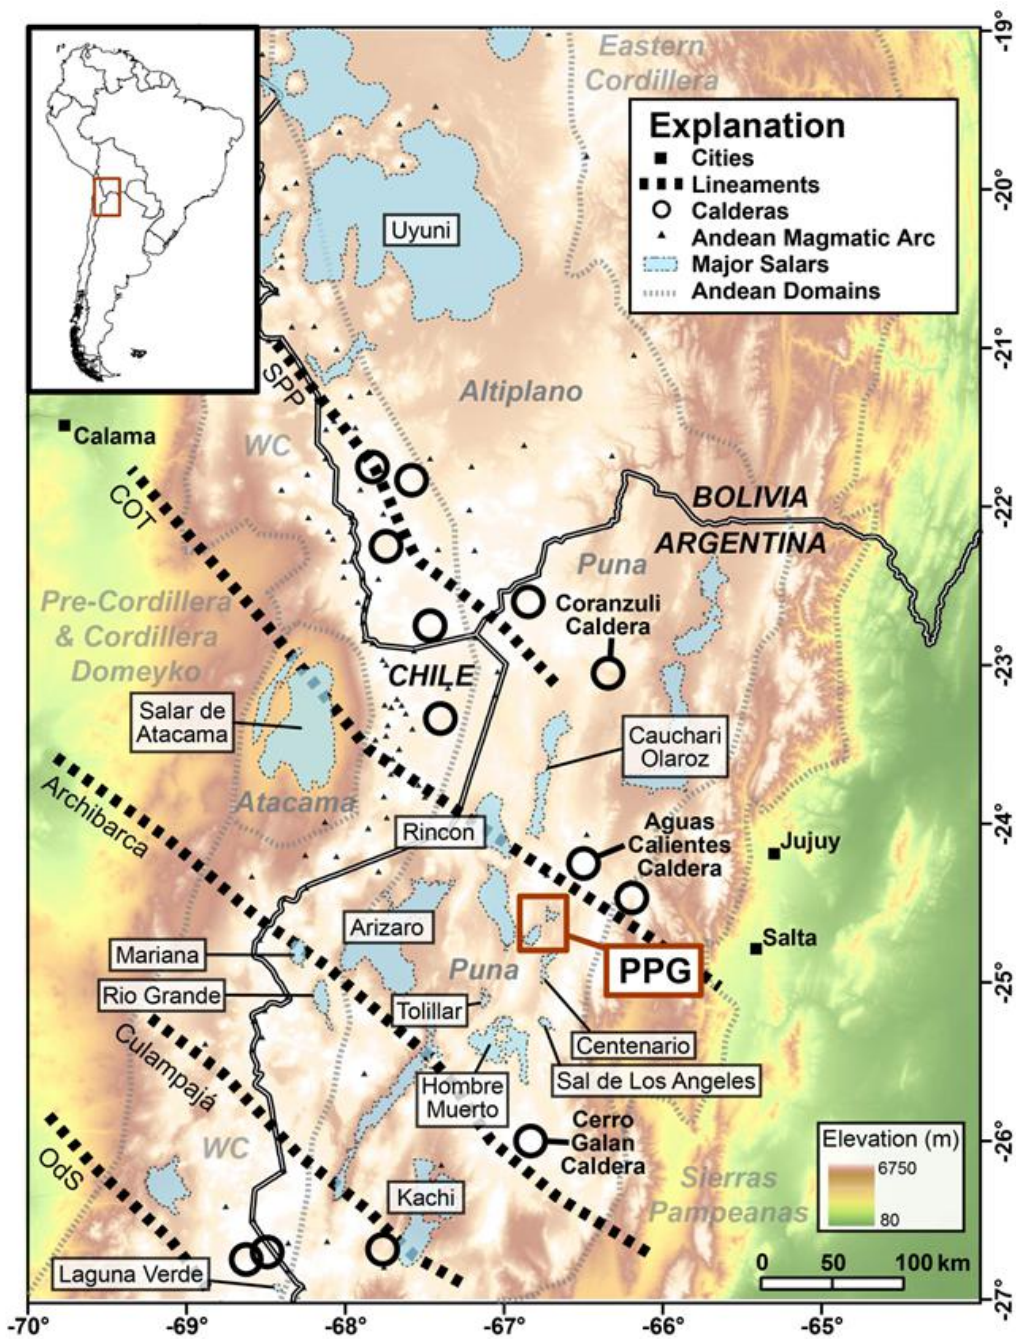 Eastern
Cordillera
-19°
Explanation
Cities
Lineaments
Calderas
Andean Magmatic Arc
Major Salars
Andean Domains
-20°
Uyuni
-21°
SPP
Altiplano
Calama
WC
COT
-22°
BOLIVIA
ARGENTINA
Puna
Pre-Cordillera
& Cordillera
Domeyko
Coranzuli
Caldera
-23°
CHILE
Salar de
Atacama
Cauchari
Olaroz
Archibarca
Atacama
Rincon
-24°
Aguas
Calientes
Caldera
Jujuy
Arizaro
Salta
Mariana
Puna
PPG
-25°
Rio Grande
Tolillar
Centenario
Culampajá
Hombre
Muerto
Sal de Los Angeles
Cerro
Galan
Caldera
-26°
WC
OdS
Kachi
Sierras
Pampeanas
Elevation (m)
6750
80
Laguna Verde
0 50 100 km
-27°
-70° -69° -68° -67° -66° -65°